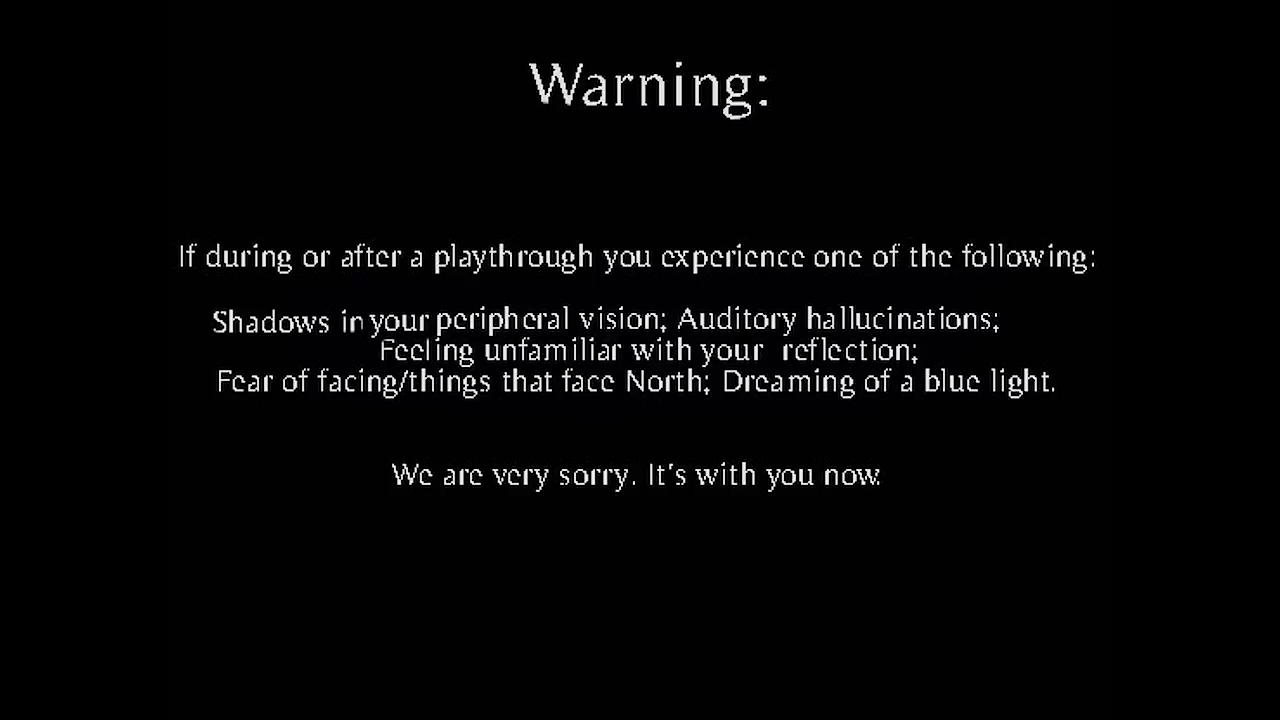 Warning:
If during or after a playthrough you experience one of the following:
Shadows in your peripheral vision; Auditory hallucinations;
Feeling unfamiliar with your reflection;
Fear of facing/things that face North; Dreaming of a blue light.
We are very sorry. It's with you now.